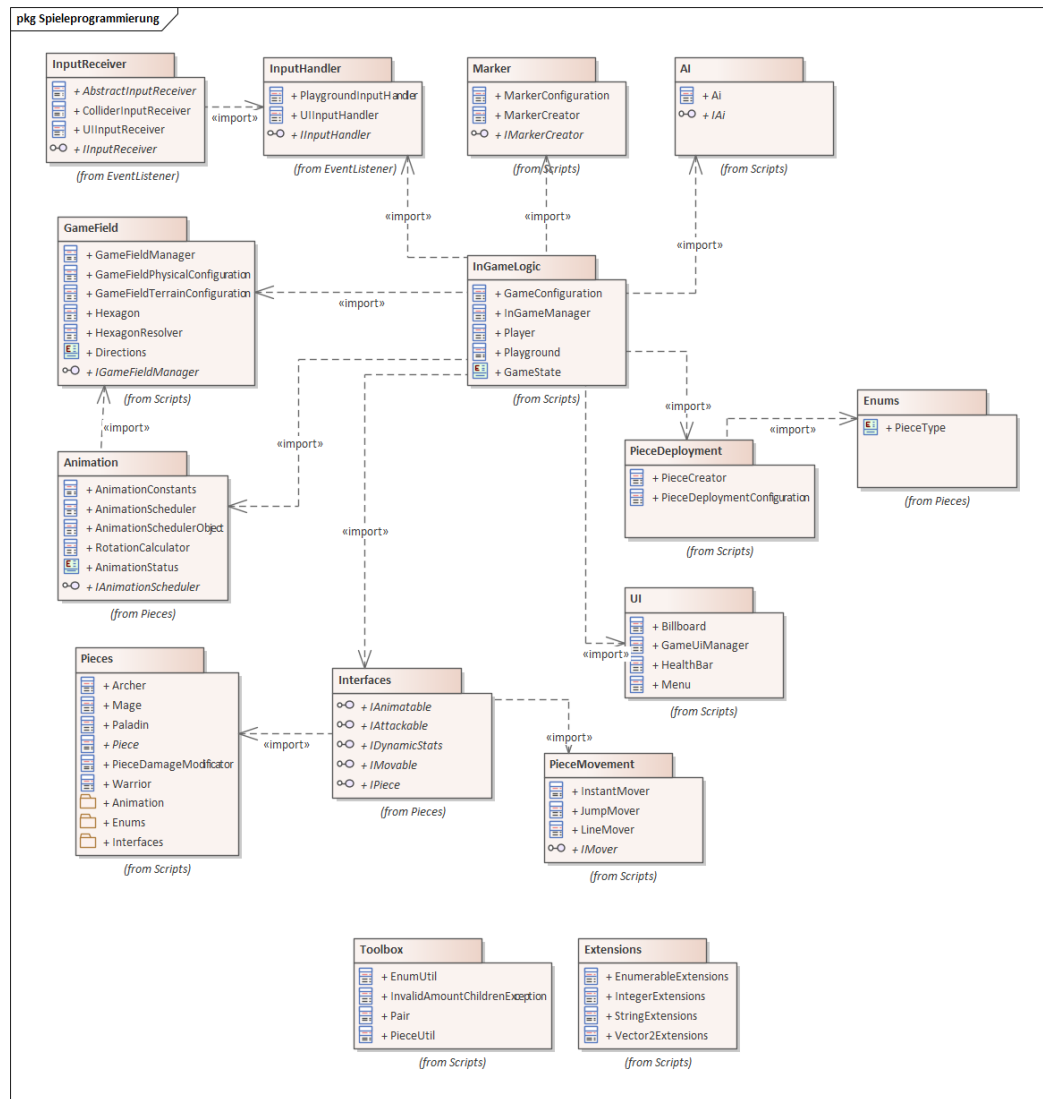 pkg Spieleprogrammierung
InputReceiver
+ AbstractInputReceiver
+ ColliderInputReceiver
+ UIInputReceiver
+ IInputReceiver
(from EventListener)
«import»
InputHandler
+ PlaygroundInputHandler
+ UIInputHandler
+ IInputHandler
(from EventListener)
Marker
+ MarkerConfiguration
+ MarkerCreator
+ IMarkerCreator
(from Scripts)
AI
+ Ai
+ IAi
(from Scripts)
«import»
«import»
«import»
GameField
+ GameFieldManager
+ GameFieldPhysicalConfiguration
+ GameFieldTerrainConfiguration
+ Hexagon
+ HexagonResolver
+ Directions
+ IGameFieldManager
(from Scripts)
«import»
InGameLogic
+ GameConfiguration
+ InGameManager
+ Player
+ Playground
+ GameState
(from Scripts)
«import»
«import»
«import»
«import»
Enums
+ PieceType
(from Pieces)
PieceDeployment
+ PieceCreator
+ PieceDeploymentConfiguration
(from Scripts)
Animation
+ AnimationConstants
+ AnimationScheduler
+ AnimationSchedulerObject
+ RotationCalculator
+ AnimationStatus
+ IAnimationScheduler
(from Pieces)
«import»
UI
+ Billboard
+ GameUiManager
+ HealthBar
+ Menu
(from Scripts)
«import»
Pieces
+ Archer
+ Mage
+ Paladin
+ Piece
+ PieceDamageModificator
+ Warrior
+ Animation
+ Enums
+ Interfaces
(from Scripts)
«import»
Interfaces
+ IAnimatable
+ IAttackable
+ IDynamicStats
+ IMovable
+ IPiece
(from Pieces)
«import»
PieceMovement
+ InstantMover
+ JumpMover
+ LineMover
+ IMover
(from Scripts)
Toolbox
+ EnumUtil
+ InvalidAmountChildrenException
+ Pair
+ PieceUtil
(from Scripts)
Extensions
+ EnumerableExtensions
+ IntegerExtensions
+ StringExtensions
+ Vector2Extensions
(from Scripts)